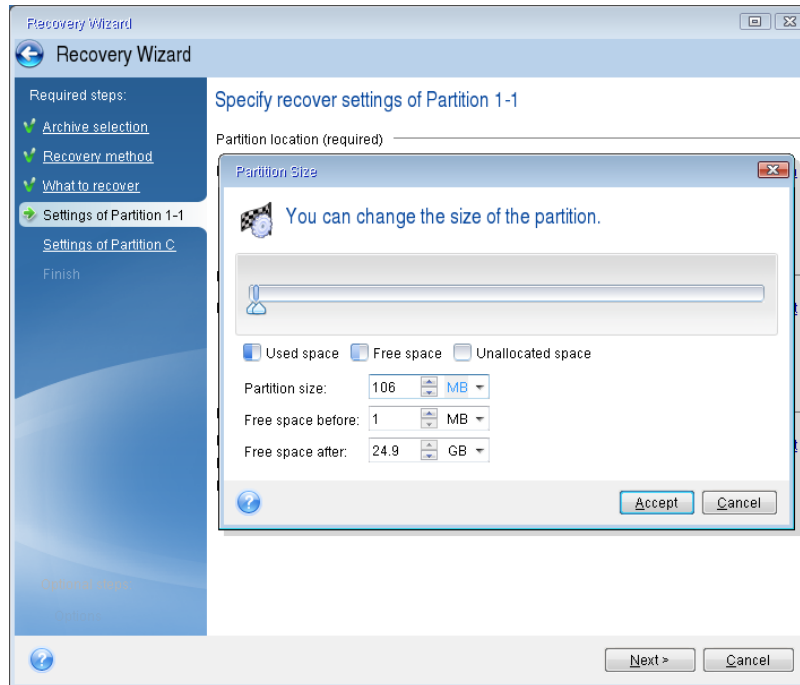 Recovery Wizard
Recovery Wizard
Required steps:
Archive selection
Recovery method
What to recover
Settings of Partition 1-1
Settings of Partition C
Finish
Specify recover settings of Partition 1-1
Partition location (required)
Partition Size
You can change the size of the partition.
Used space Free space Unallocated space
Partition size: 106 MB
Free space before: 1 MB
Free space after: 24.9 GB
Accept Cancel
Next > Cancel